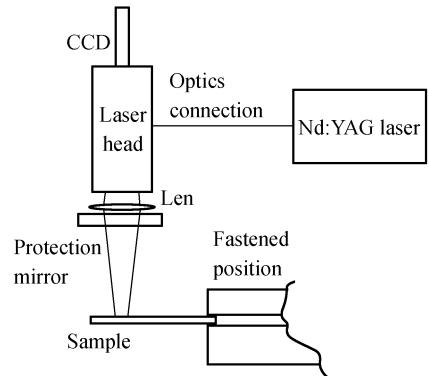 CCD
Optics
connection
Laser
head
Nd:YAG laser
Len
Protection
mirror
Fastened
position
Sample